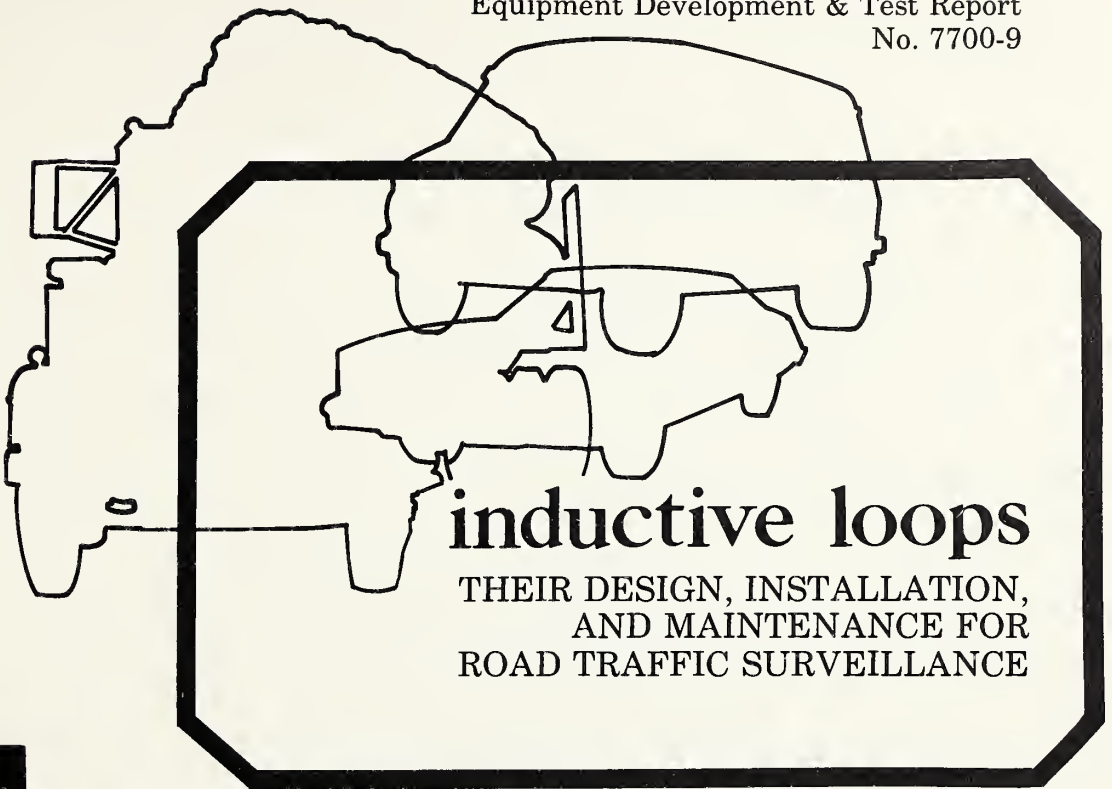 Equipment Development & Test Report
No. 7700-9
inductive loops
THEIR DESIGN, INSTALLATION,
AND MAINTENANCE FOR
ROAD TRAFFIC SURVEILLANCE